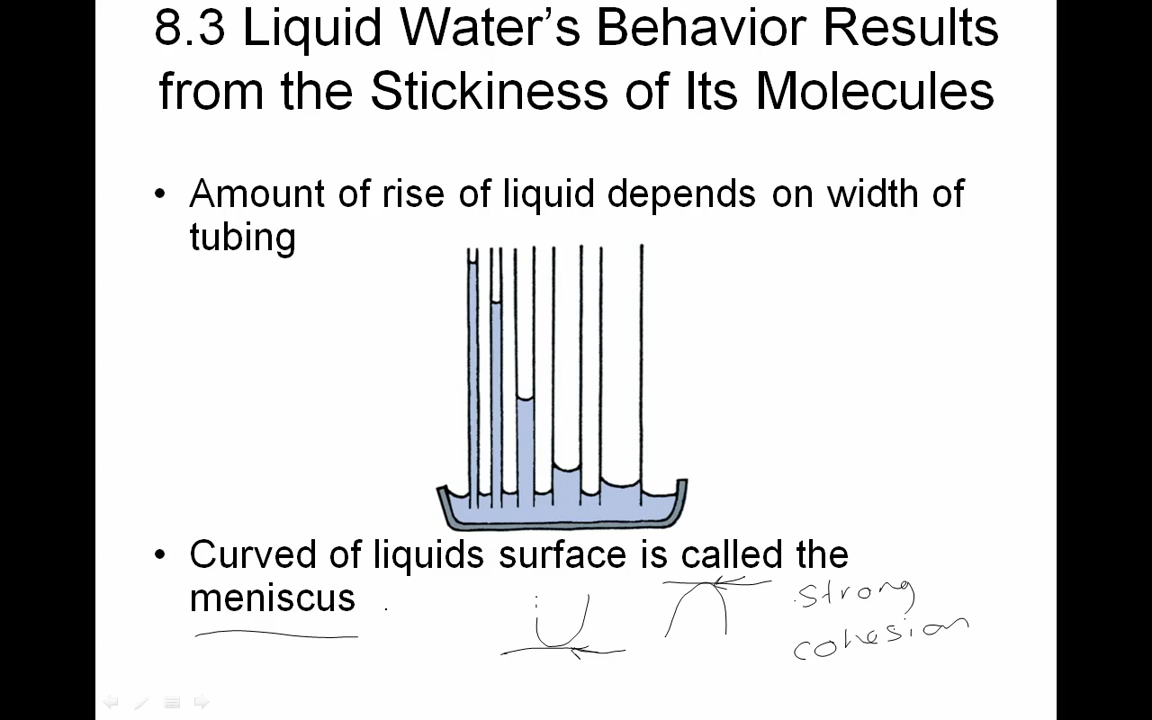 8.3 Liquid Water’s Behavior Results
from the Stickiness of Its Molecules
• Amount of rise of liquid depends on width of
tubing
• Curved of liquids surface is called the
meniscus
strong
cohesion